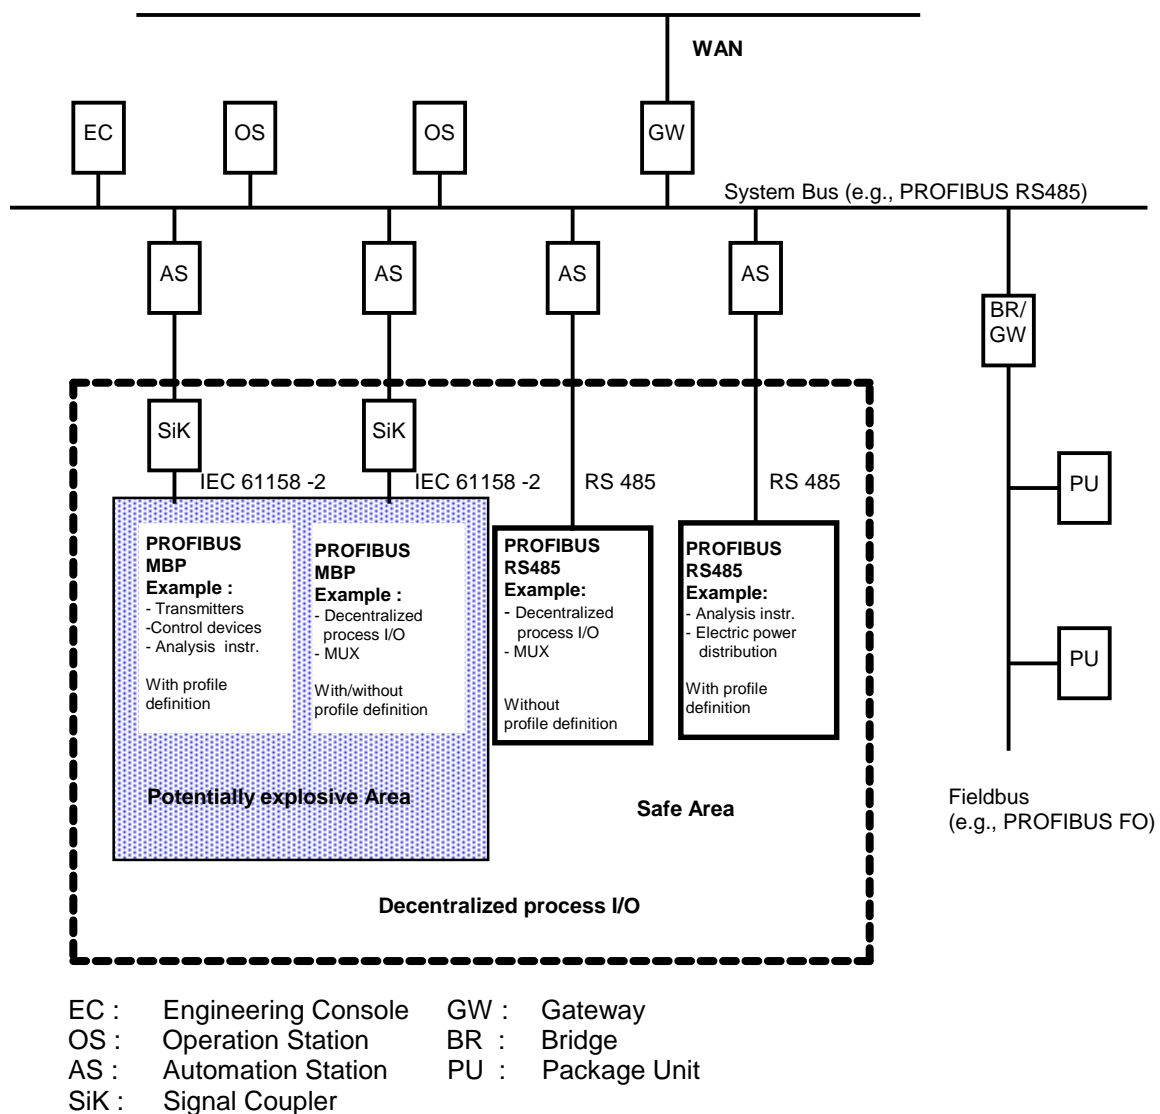 WAN
EC
OS
OS
GW
System Bus (e.g., PROFIBUS RS485)
AS
AS
AS
AS
BR/
GW
SiK
SiK
IEC 61158 -2
IEC 61158 -2
RS 485
RS 485
PU
PU
PROFIBUS
MBP
Example :
- Transmitters
-Control devices
- Analysis instr.
With profile
definition
PROFIBUS
MBP
Example :
- Decentralized
process I/O
- MUX
With/without
profile definition
PROFIBUS
RS485
Example:
- Decentralized
process I/O
- MUX
Without
profile definition
PROFIBUS
RS485
Example:
- Analysis instr.
- Electric power
distribution
With profile
definition
Potentially explosive Area
Safe Area
Fieldbus
(e.g., PROFIBUS FO)
Decentralized process I/O
EC : Engineering Console GW : Gateway
OS : Operation Station BR : Bridge
AS : Automation Station PU : Package Unit
SiK : Signal Coupler